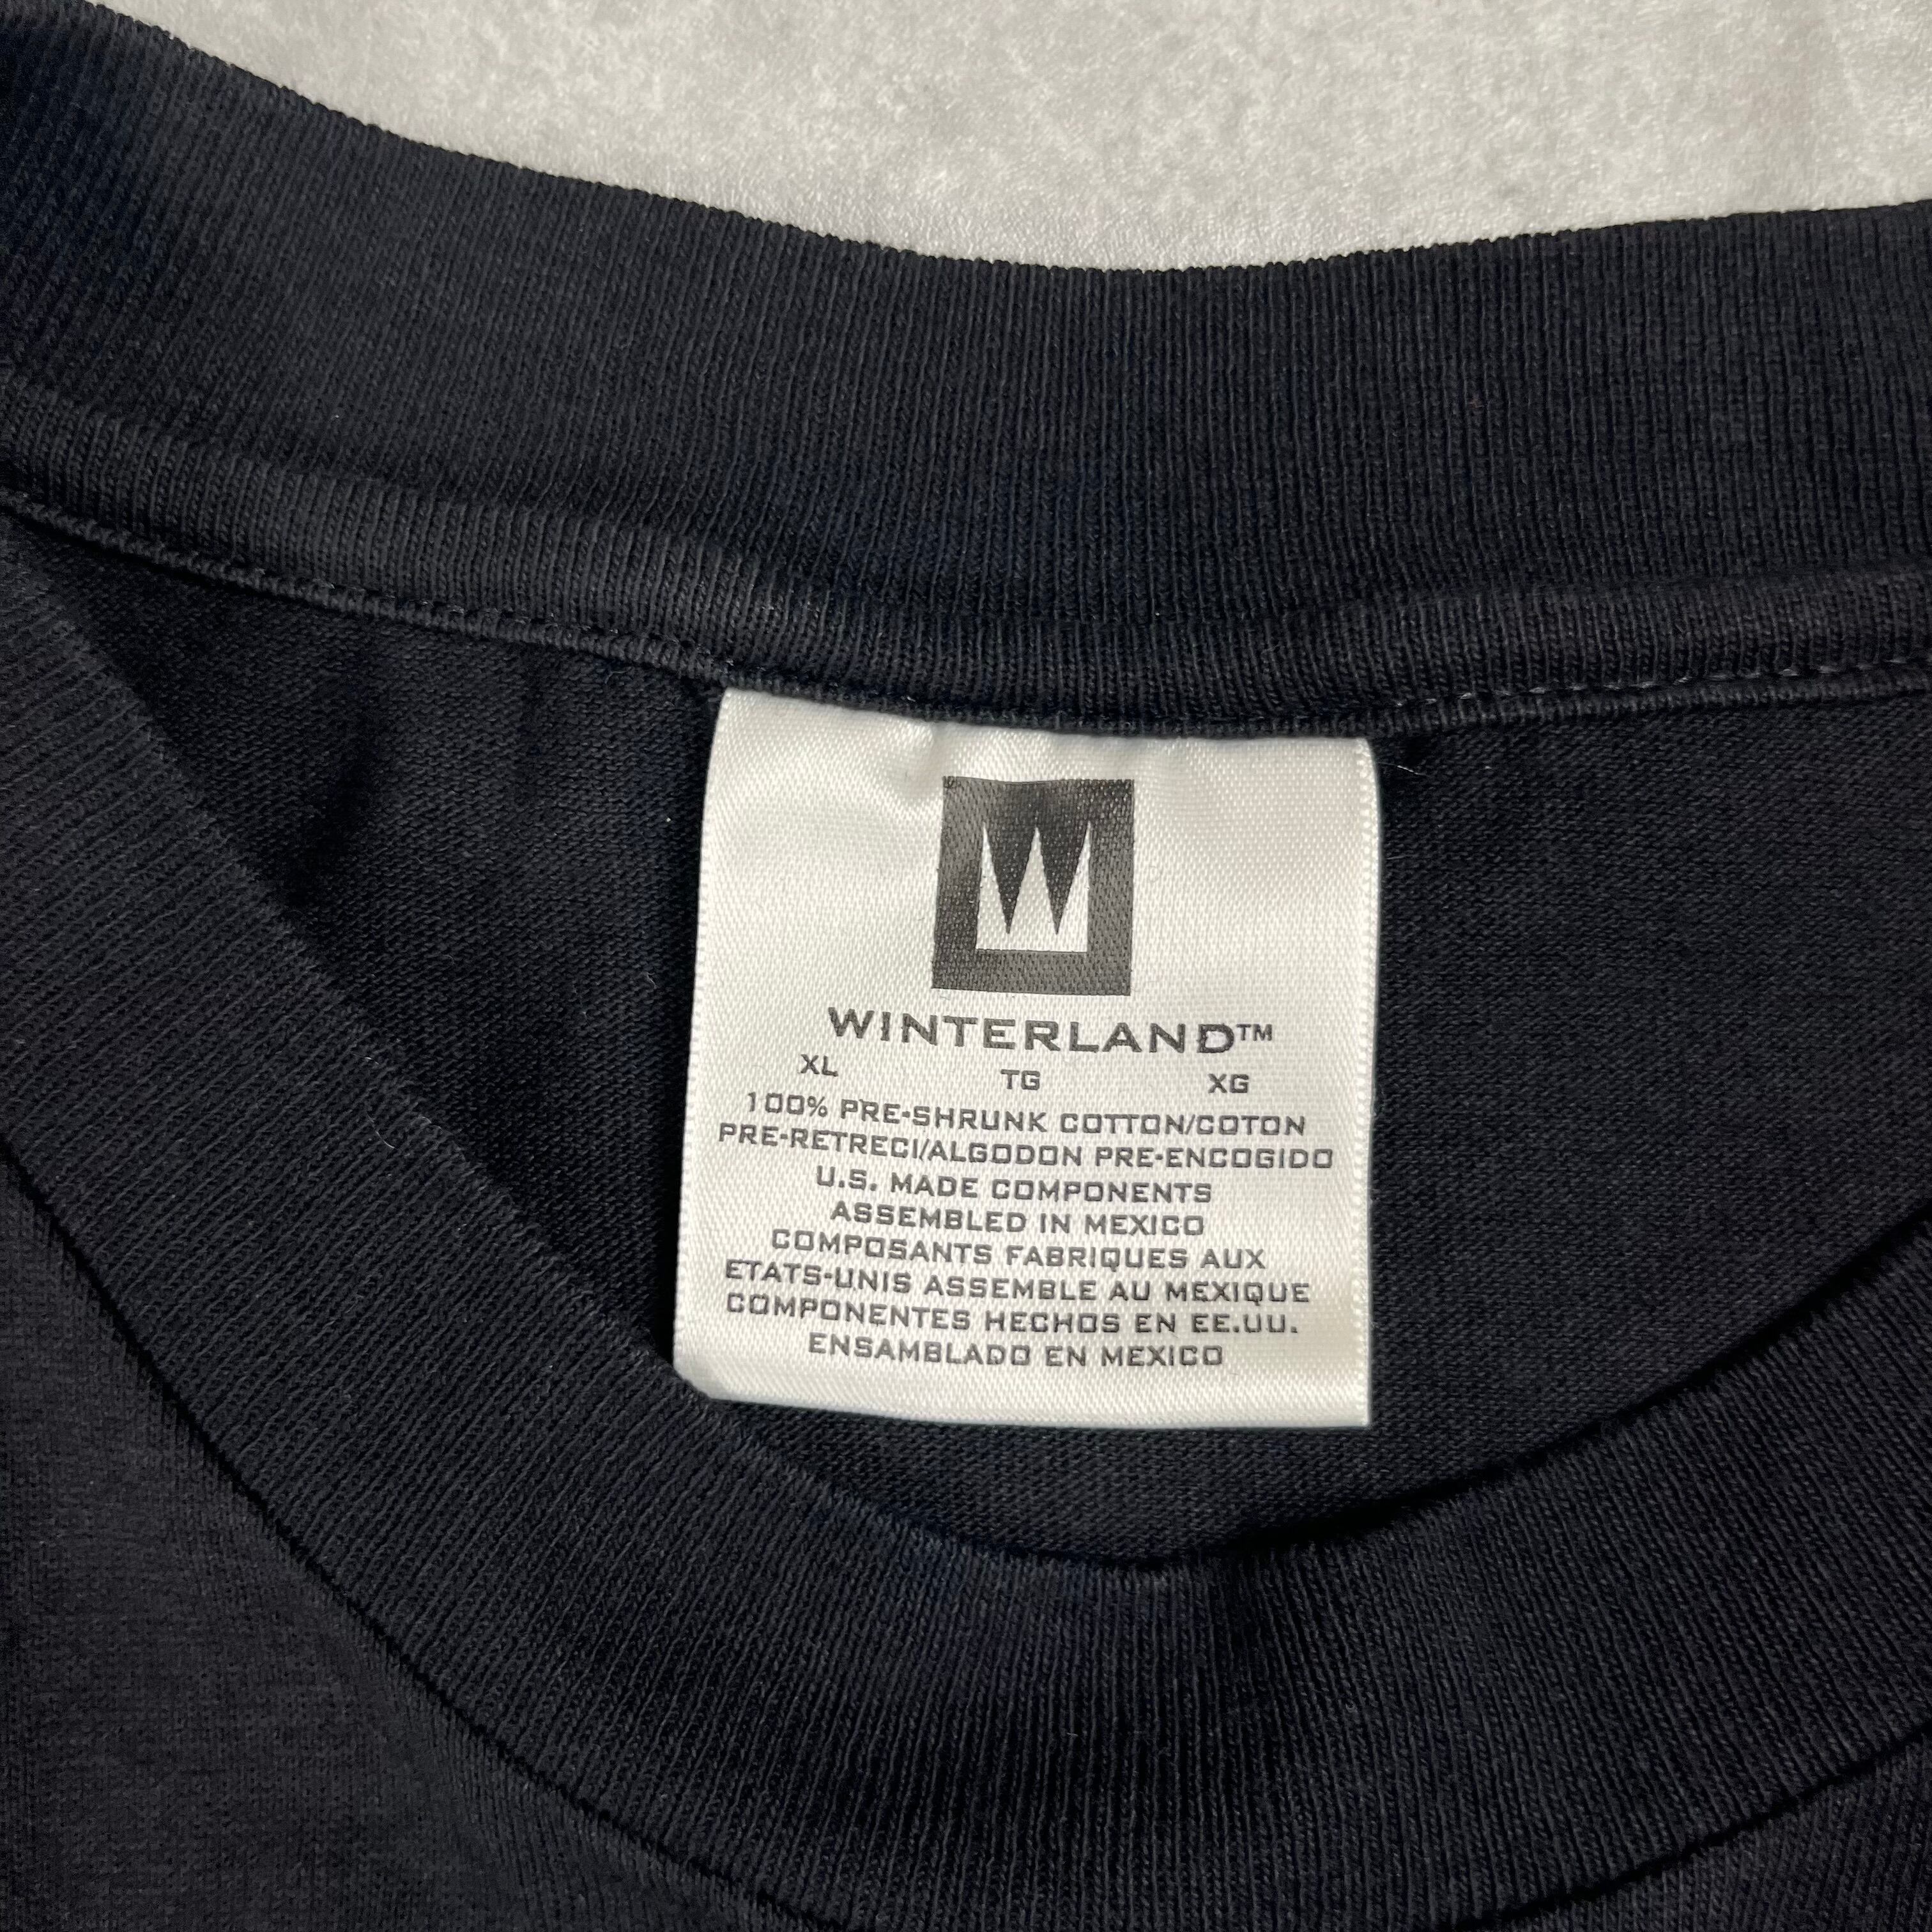 W
WINTERLAND™
XL TG XG
100% PRE-SHRUNK COTTON/COTON
PRE-RETRECI/ALGODON PRE-ENCOGIDO
U.S. MADE COMPONENTS
ASSEMBLED IN MEXICO
COMPOSANTS FABRIQUES AUX
ETATS-UNIS ASSEMBLE AU MEXIQUE
COMPONENTES HECHOS EN EE.UU.
ENSAMBLADO EN MEXICO